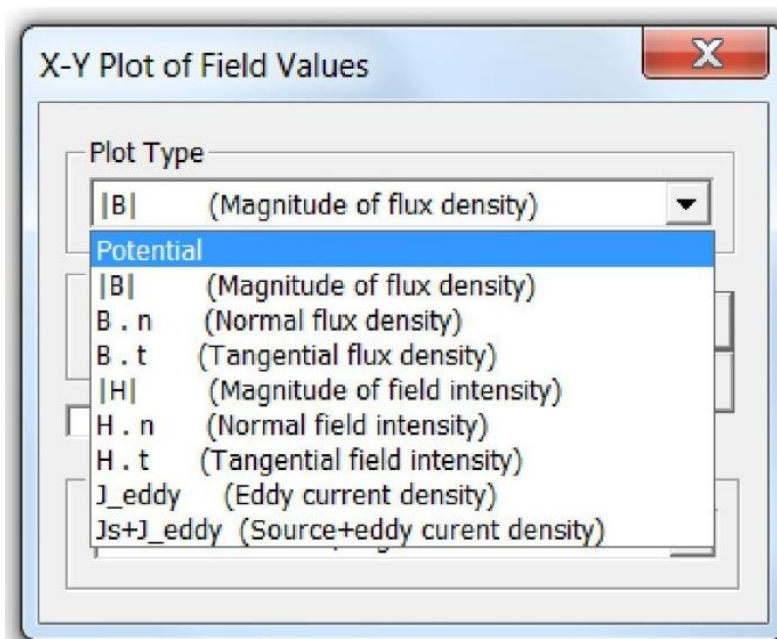 X-Y Plot of Field Values
Plot Type
|B| (Magnitude of flux density)
Potential
|B| (Magnitude of flux density)
B . n (Normal flux density)
B . t (Tangential flux density)
|H| (Magnitude of field intensity)
H . n (Normal field intensity)
H . t (Tangential field intensity)
J_eddy (Eddy current density)
Js+J_eddy (Source+eddy curent density)